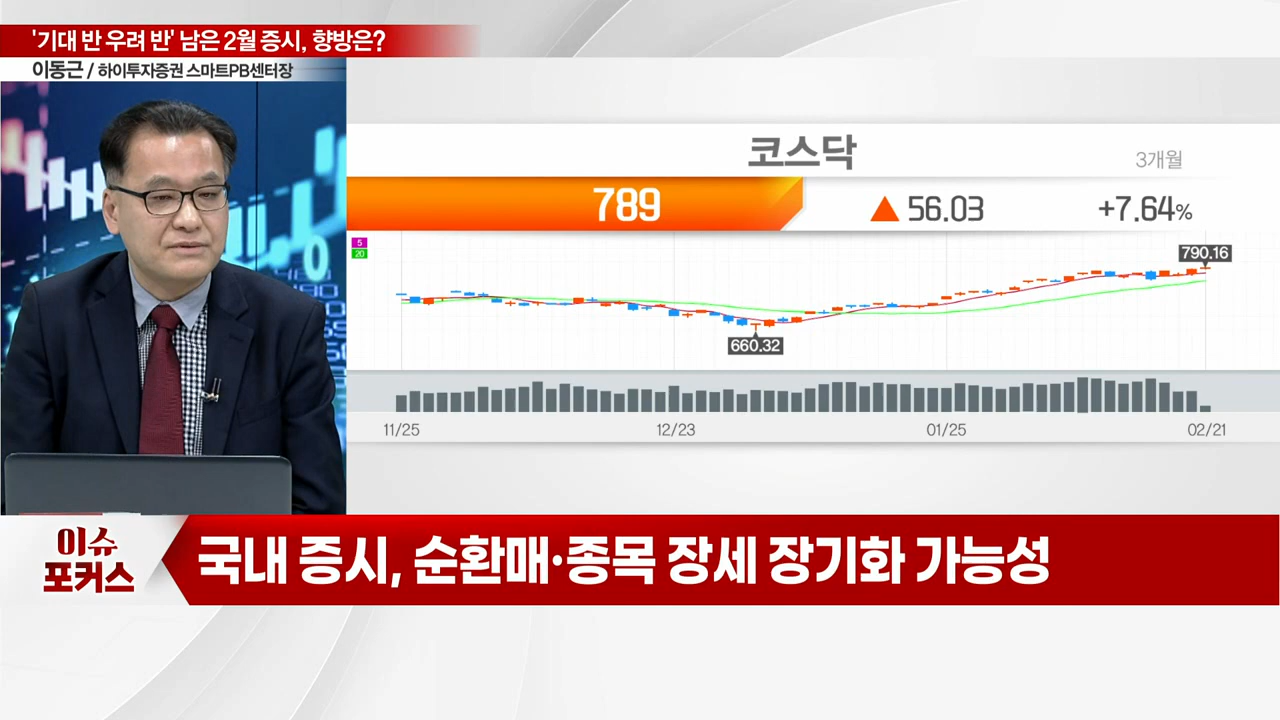 '기대 반 우려 반' 남은 2월 증시, 향방은?
이동근 / 하이투자증권 스마트PB센터장
코스닥
3개월
789
▲ 56.03
+7.64%
5
20
790.16
660.32
11/25
12/23
01/25
02/21
이슈
포커스
국내 증시, 순환매·종목 장세 장기화 가능성